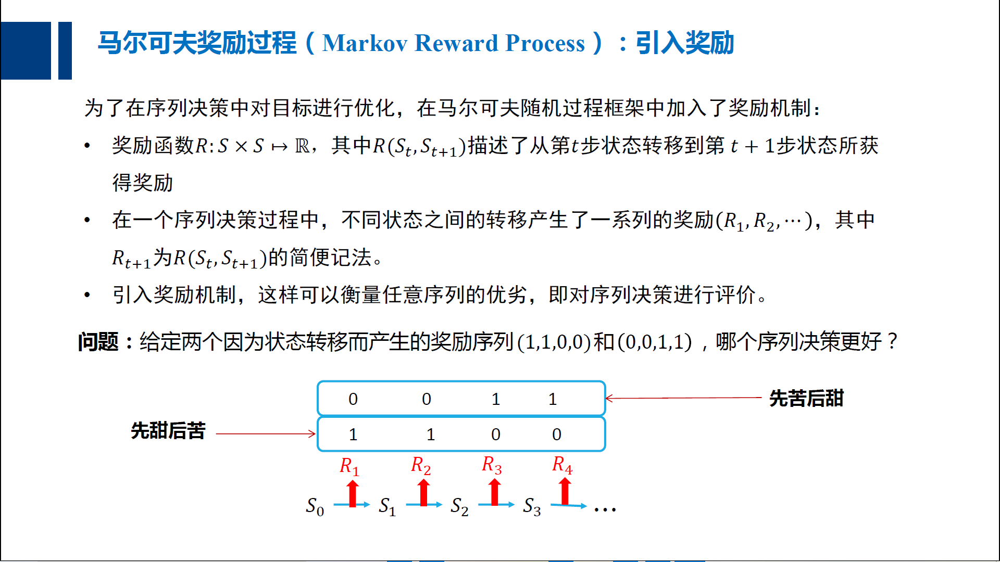 马尔可夫奖励过程（Markov Reward Process）：引入奖励
为了在序列决策中对目标进行优化，在马尔可夫随机过程框架中加入了奖励机制：
• 奖励函数R: S × S ↦ ℝ，其中R(S_t, S_{t+1})描述了从第t步状态转移到第 t + 1步状态所获
得奖励
• 在一个序列决策过程中，不同状态之间的转移产生了一系列的奖励(R_1, R_2, ⋯)，其中
R_{t+1}为R(S_t, S_{t+1})的简便记法。
• 引入奖励机制，这样可以衡量任意序列的优劣，即对序列决策进行评价。
问题：给定两个因为状态转移而产生的奖励序列(1,1,0,0)和(0,0,1,1)，哪个序列决策更好？
0 0 1 1
先苦后甜
先甜后苦
1 1 0 0
R_1 R_2 R_3 R_4
S_0 S_1 S_2 S_3 ⋯